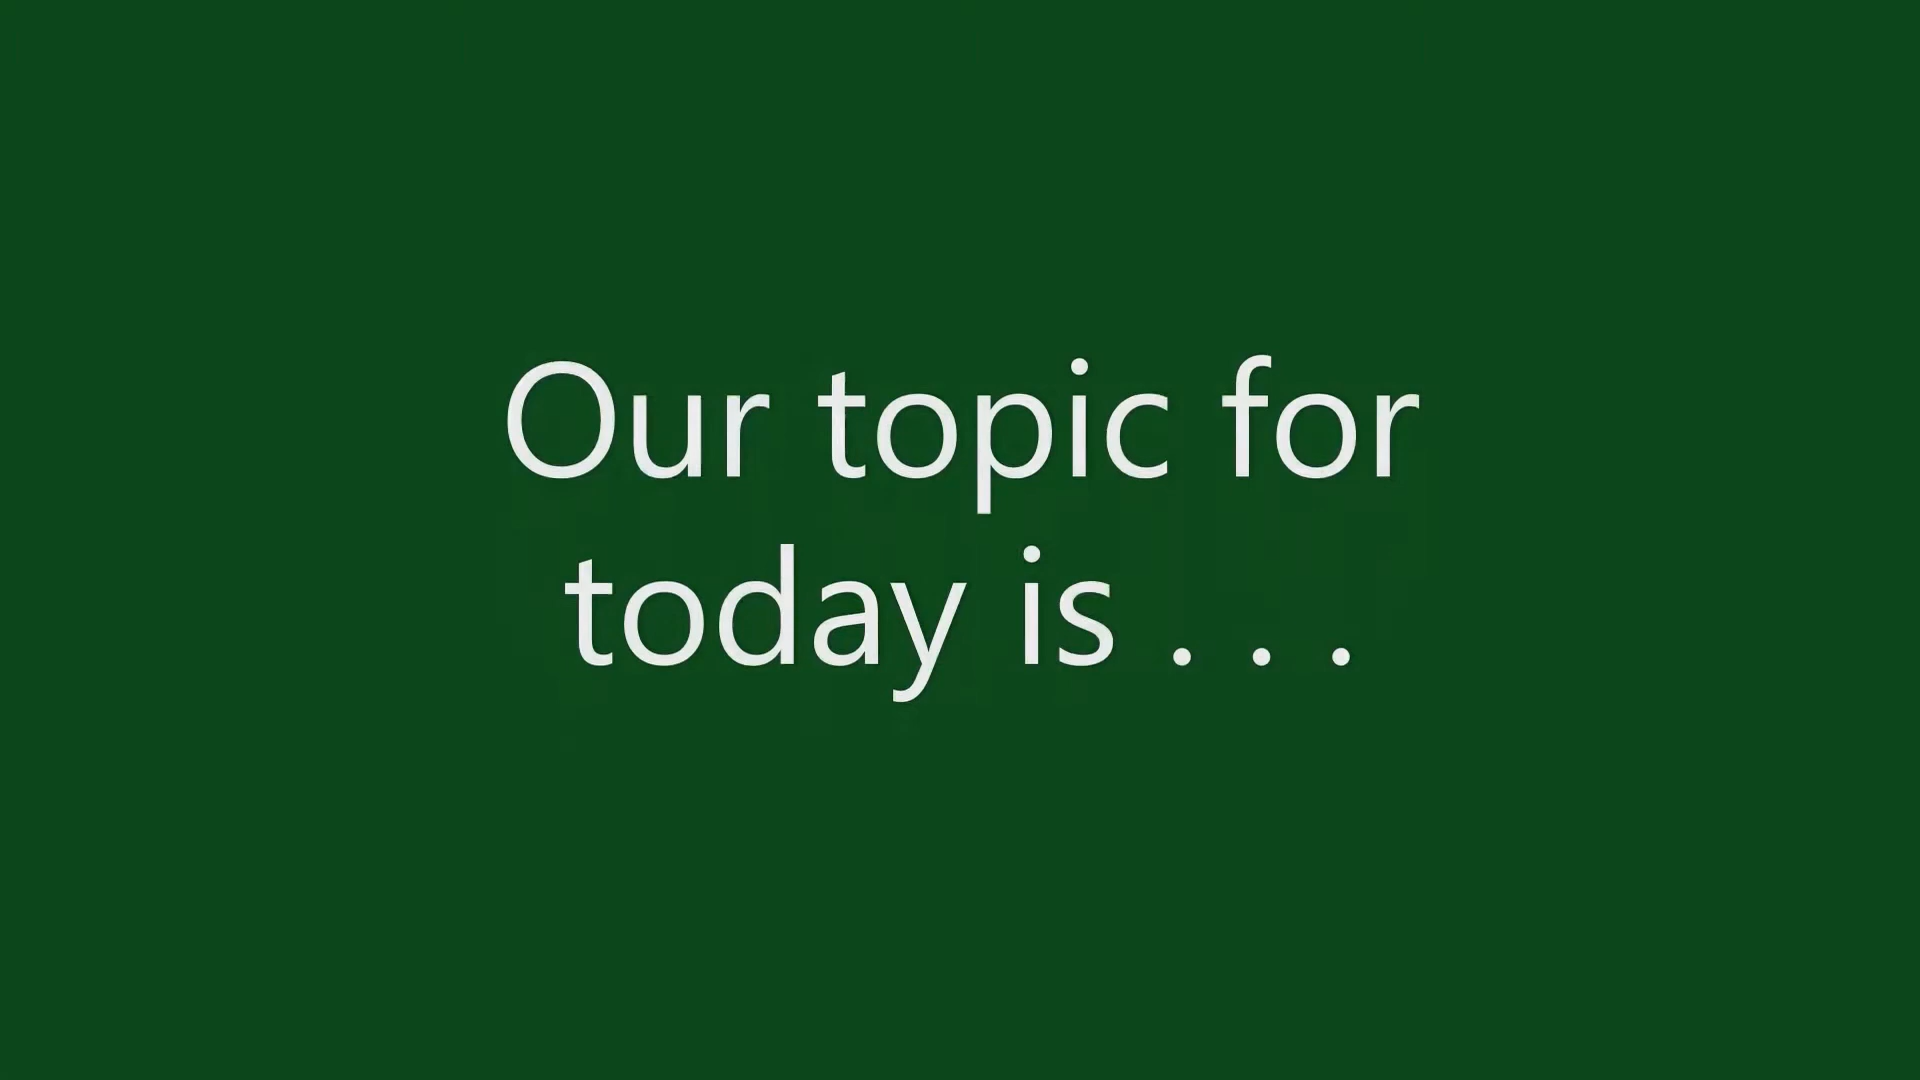 Our topic for
today is . . .